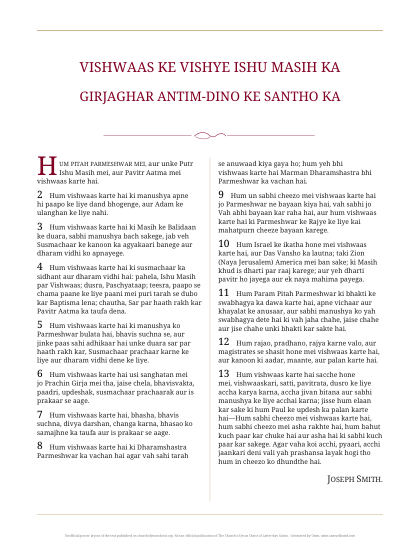 VISHWAAS KE VISHYE ISHU MASIH KA
GIRJAGHAR ANTIM-DINO KE SANTHO KA
HUM PITAH PARMESHWAR MEI, aur unke Putr
Ishu Masih mei, aur Pavitr Aatma mei
vishwas karte hai.
2 Hum vishwaas karte hai ki manushya apne
hi paapo ke liye dand bhogenge, aur Adam ke
ulanghan ke liye nahi.
3 Hum vishwaas karte hai ki Masih ke Balidaan
ke duara, sabhi manushya bach sakege, jab veh
Susmachaar ke kanoon ka agyakaari banege aur
dharam vidhi ko apnayege.
4 Hum vishwaas karte hai ki susmachaar ka
sidhant aur dharam vidhi hai: pahela, Ishu Masih
par Vishwas; dusra, Paschyataap; teesra, paapo se
chama paane ke liye paani mei puri tarah se dubo
kar Baptisma lena; chautha, Sar par haath rakh kar
Pavitr Aatma ka taufa dena.
5 Hum vishwaas karte hai ki manushya ko
Parmeshwar bulata hai, bhavis suchna se, aur
jinke paas sahi adhikaar hai unke duara sar par
haath rakh kar, Susmachaar prachaar karne ke
liye aur dharam vidhi dene ke liye.
6 Hum vishwaas karte hai usi sanghatan mei
jo Prachin Girja mei tha, jaise chela, bhavisvakta,
paadri, updeshak, susmachaar prachaarak aur is
prakaar se aage.
7 Hum vishwaas karte hai, bhasha, bhavis
suchna, divya darshan, changa karna, bhasao ko
samajhne ka taufa aur is prakaar se aage.
8 Hum vishwaas karte hai ki Dharamshastra
Parmeshwar ka vachan hai agar vah sahi tarah
se anuwaad kiya gaya ho; hum yeh bhi
vishwaas karte hai ki Marman Dharamshashtra bhi
Parmeshwar ka vachan hai.
9 Hum un sabhi cheezo mei vishwaas karte hai
jo Parmeshwar ne bayaan kiya hai, vah sabhi jo
Vah abhi bayaan kar raha hai, aur hum vishwaas
karte hai ki Parmeshwar ke Rajye ke liye kai
mahatpurn cheeze bayaan karege.
10 Hum Israel ke ikatha hone mei vishwaas
karte hai, aur Das Vansho ka lautna; taki Zion
(Naya Jerusalem) America mei ban sake; ki Masih
khud is dharti par raaj karege; aur yeh dharti
pavitr ho jayega aur ek naya mahima payega.
11 Hum Param Pitah Parmeshwar ki bhakti ke
swabhagya ka dawa karte hai, apne vichaar aur
khayalat ke anusaar, aur sabhi manushya ko yah
swabhagya dete hai ki vah jaha chahe, jaise chahe
aur jise chahe unki bhakti kar sakte hai.
12 Hum rajao, pradhano, rajya karne valo, aur
magistrates se shasit hone mei vishwaas karte hai,
aur kanoon ki aadar, maante, aur palan karte hai.
13 Hum vishwaas karte hai sacche hone
mei, vishwaaskari, satti, pavitrata, dusro ke liye
accha karya karna, accha jivan bitana aur sabhi
manushya ke liye acchai karna; jisse hum elaan
kar sake ki hum Paul ke updesh ka palan karte
hai—Hum sabhi cheezo mei vishwaas karte hai,
hum sabhi cheezo mei asha rakhte hai, hum bahut
kuch paar kar chuke hai aur asha hai ki sabhi kuch
paar kar sakege. Agar vaha koi acchi, pyaari, acchi
jaankari deni vali yah prashansa layak hogi tho
hum in cheezo ko dhundhte hai.
JOSEPH SMITH.